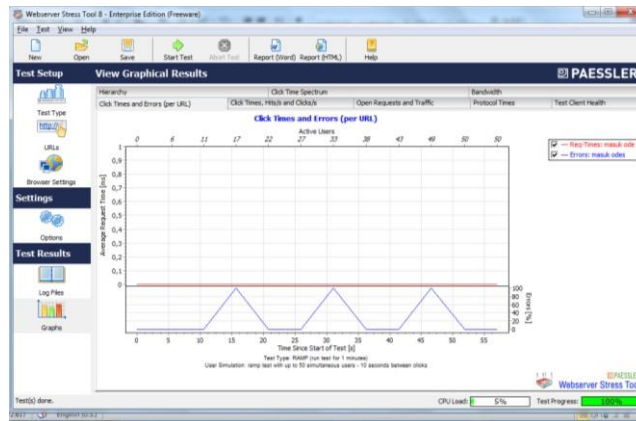 Webserver Stress Tool 8 - Enterprise Edition (Freeware)
File Test View Help
New Open Save Start Test Abort Test Report (Word) Report (HTML) Help
Test Setup
View Graphical Results
PAESSLER
Hierarchy Click Time Spectrum Bandwidth
Click Times and Errors (per URL) Click Times, Hits/s and Clicks/s Open Requests and Traffic Protocol Times Test Client Health
Test Type
http://
URLs
Browser Settings
Settings
Options
Test Results
Log Files
Graphs
Click Times and Errors (per URL)
Active Users
0 6 11 17 22 27 33 38 43 49 50 50
Req-Times: masuk ode
Errors: masuk odes
Average Request Time [ms]
1
0,9
0,8
0,7
0,6
0,5
0,4
0,3
0,2
0,1
0
Errors [%]
100
80
60
40
20
0
0 5 10 15 20 25 30 35 40 45 50 55
Time Since Start of Test [s]
Test Type: RAMP (run test for 1 minutes)
User Simulation: ramp test with up to 50 simultaneous users - 10 seconds between clicks
PAESSLE
Webserver Stress Too
Test(s) done.
CPU Load: 5% Test Progress: 100%
English (U.S.)